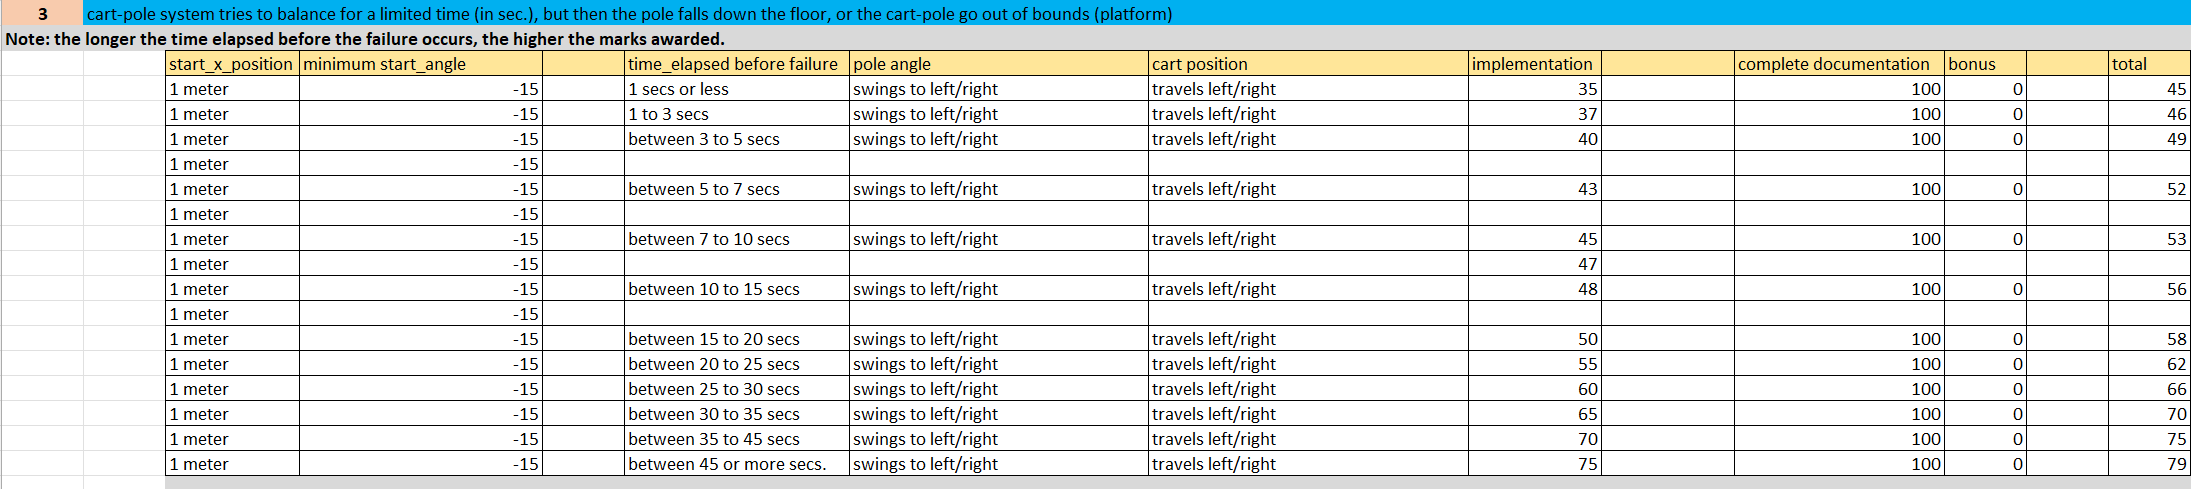 3 cart-pole system tries to balance for a limited time (in sec.), but then the pole falls down the floor, or the cart-pole go out of bounds (platform)
Note: the longer the time elapsed before the failure occurs, the higher the marks awarded.
start_x_position minimum start_angle time_elapsed before failure pole angle cart position implementation complete documentation bonus total
1 meter -15 1 secs or less swings to left/right travels left/right 35 100 0 45
1 meter -15 1 to 3 secs swings to left/right travels left/right 37 100 0 46
1 meter -15 between 3 to 5 secs swings to left/right travels left/right 40 100 0 49
1 meter -15
1 meter -15 between 5 to 7 secs swings to left/right travels left/right 43 100 0 52
1 meter -15
1 meter -15 between 7 to 10 secs swings to left/right travels left/right 45 100 0 53
1 meter -15 47
1 meter -15 between 10 to 15 secs swings to left/right travels left/right 48 100 0 56
1 meter -15
1 meter -15 between 15 to 20 secs swings to left/right travels left/right 50 100 0 58
1 meter -15 between 20 to 25 secs swings to left/right travels left/right 55 100 0 62
1 meter -15 between 25 to 30 secs swings to left/right travels left/right 60 100 0 66
1 meter -15 between 30 to 35 secs swings to left/right travels left/right 65 100 0 70
1 meter -15 between 35 to 45 secs swings to left/right travels left/right 70 100 0 75
1 meter -15 between 45 or more secs. swings to left/right travels left/right 75 100 0 79